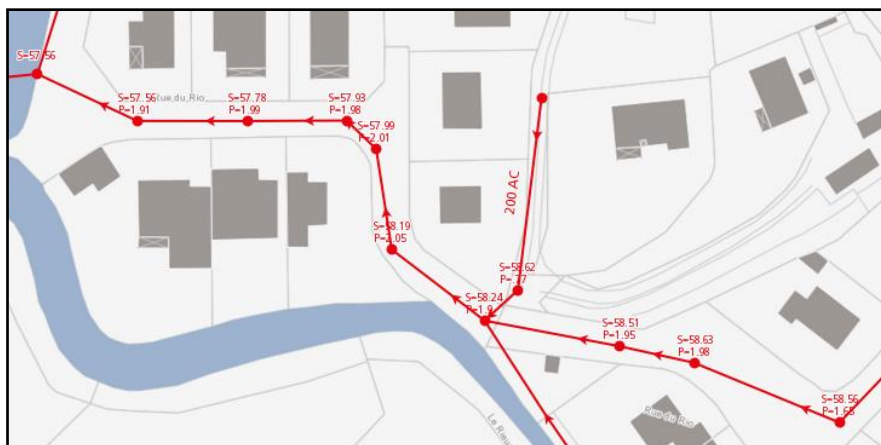 S=57.56
Rue du Rio
S=57.56
P=1.91
S=57.78
P=1.99
S=57.93
P=1.98
S=57.99
P=2.01
200 AC
S=58.19
P=2.05
S=58.62
S=58.24
P=1.9
S=58.51
P=1.95
S=58.63
P=1.98
S=58.56
P=1.65
Rue du Rio